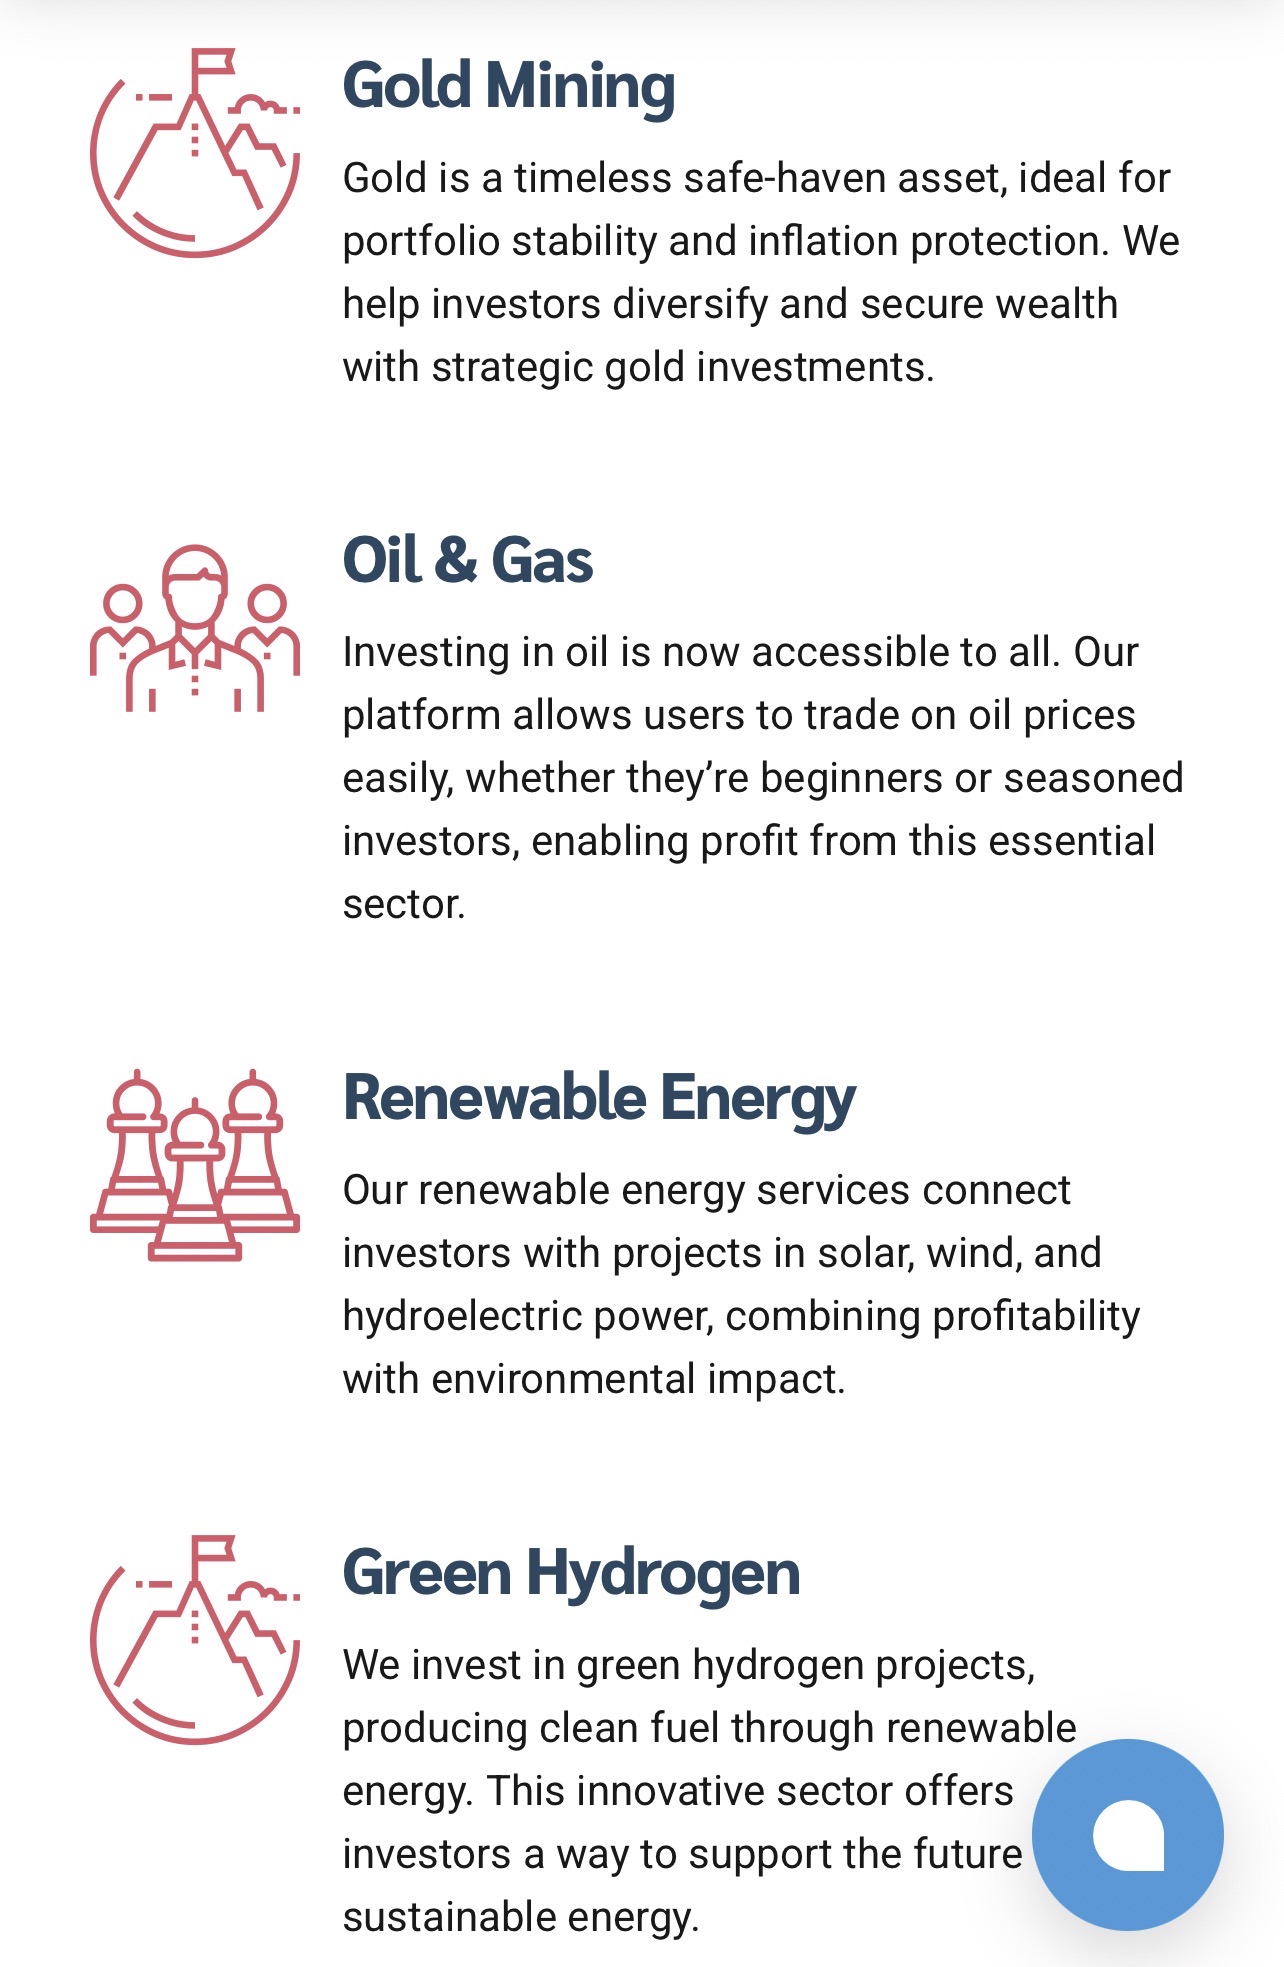 Gold Mining
Gold is a timeless safe-haven asset, ideal for
portfolio stability and inflation protection. We
help investors diversify and secure wealth
with strategic gold investments.
Oil & Gas
Investing in oil is now accessible to all. Our
platform allows users to trade on oil prices
easily, whether they’re beginners or seasoned
investors, enabling profit from this essential
sector.
Renewable Energy
Our renewable energy services connect
investors with projects in solar, wind, and
hydroelectric power, combining profitability
with environmental impact.
Green Hydrogen
We invest in green hydrogen projects,
producing clean fuel through renewable
energy. This innovative sector offers
investors a way to support the future
sustainable energy.